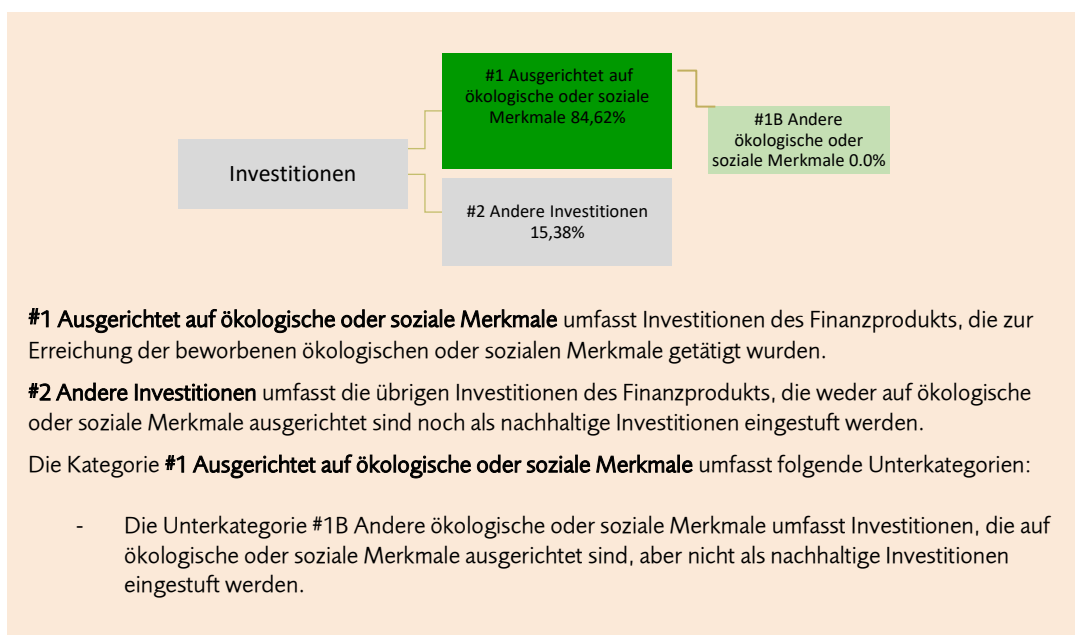 #1 Ausgerichtet auf
ökologische oder soziale
Merkmale 84,62%
#1B Andere
ökologische oder
soziale Merkmale 0.0%
Investitionen
#2 Andere Investitionen
15,38%
#1 Ausgerichtet auf ökologische oder soziale Merkmale umfasst Investitionen des Finanzprodukts, die zur
Erreichung der beworbenen ökologischen oder sozialen Merkmale getätigt wurden.
#2 Andere Investitionen umfasst die übrigen Investitionen des Finanzprodukts, die weder auf ökologische
oder soziale Merkmale ausgerichtet sind noch als nachhaltige Investitionen eingestuft werden.
Die Kategorie #1 Ausgerichtet auf ökologische oder soziale Merkmale umfasst folgende Unterkategorien:
- Die Unterkategorie #1B Andere ökologische oder soziale Merkmale umfasst Investitionen, die auf
ökologische oder soziale Merkmale ausgerichtet sind, aber nicht als nachhaltige Investitionen
eingestuft werden.